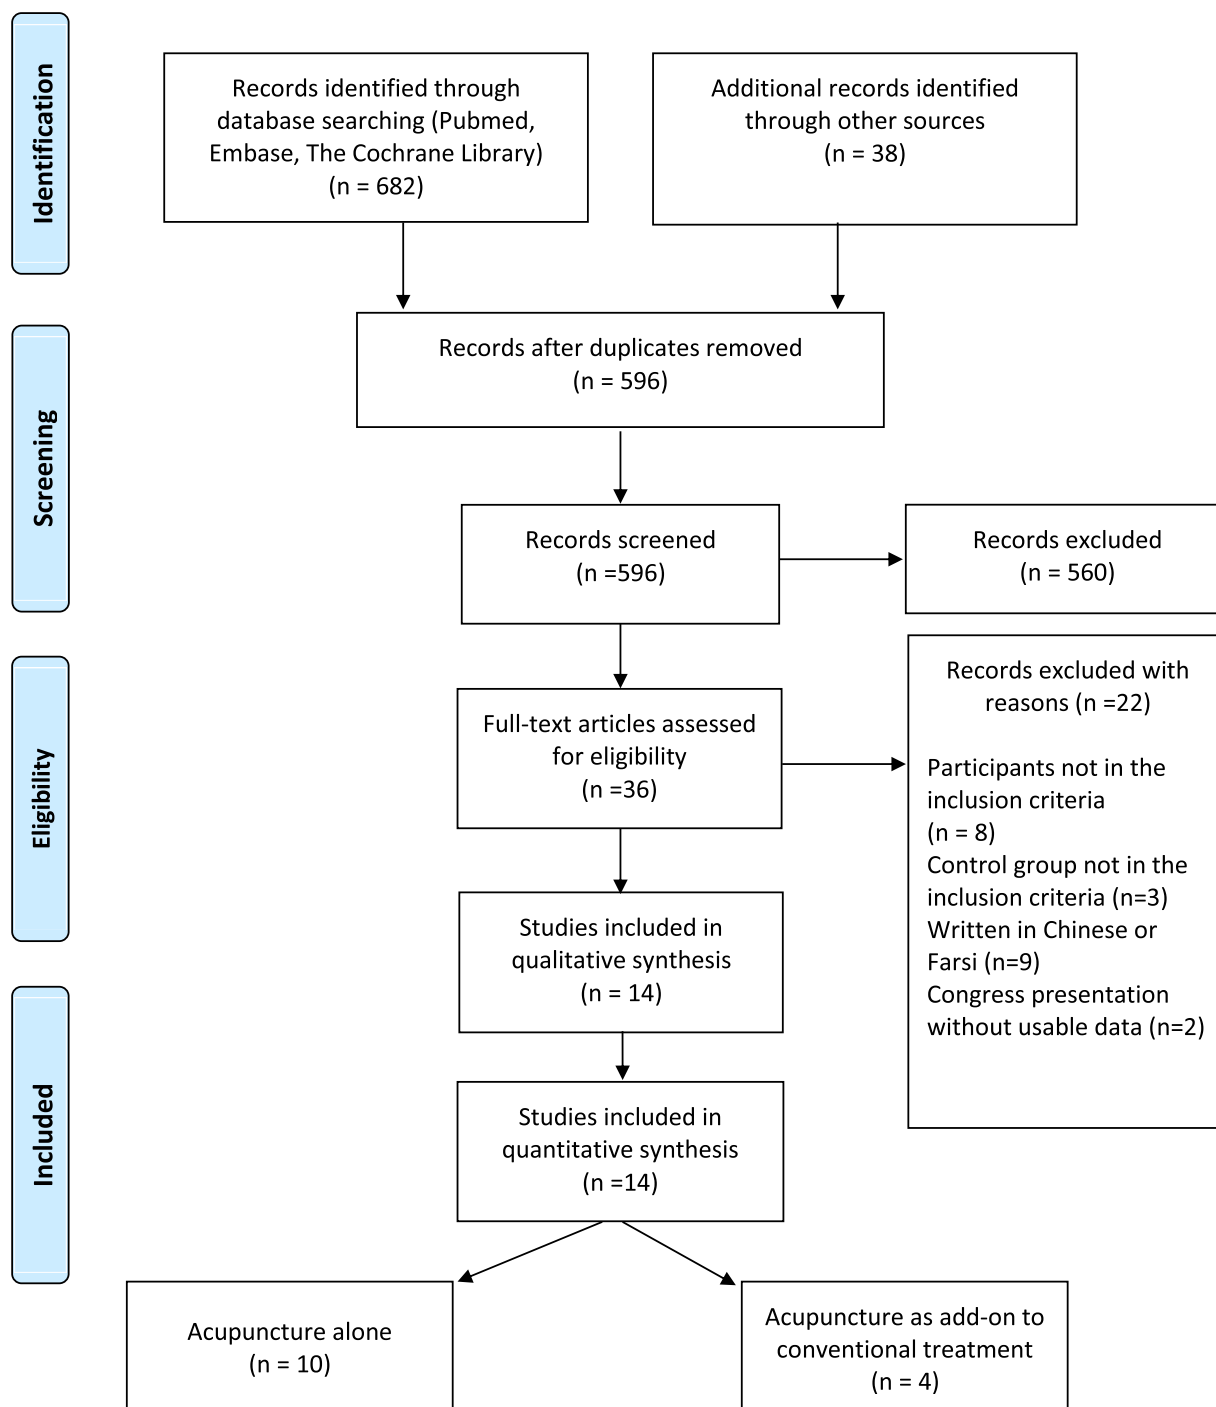 Identification
Records identified through
database searching (Pubmed,
Embase, The Cochrane Library)
(n = 682)
Additional records identified
through other sources
(n = 38)
Screening
Records after duplicates removed
(n = 596)
Records screened
(n =596)
Records excluded
(n = 560)
Eligibility
Full-text articles assessed
for eligibility
(n =36)
Records excluded with
reasons (n =22)
Participants not in the
inclusion criteria
(n = 8)
Control group not in the
inclusion criteria (n=3)
Written in Chinese or
Farsi (n=9)
Congress presentation
without usable data (n=2)
Studies included in
qualitative synthesis
(n = 14)
Included
Studies included in
quantitative synthesis
(n =14)
Acupuncture alone
(n = 10)
Acupuncture as add-on to
conventional treatment
(n = 4)